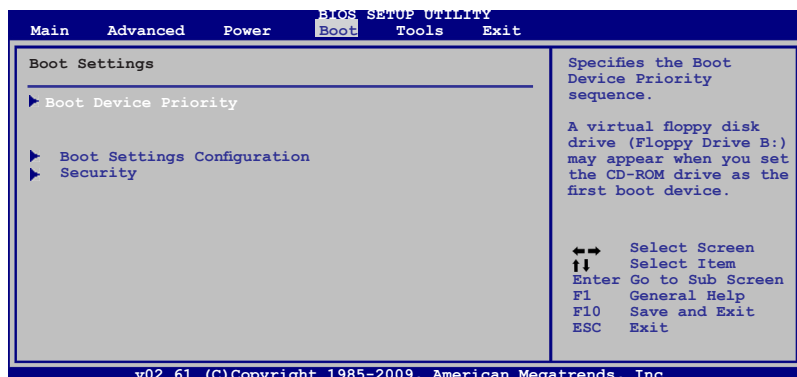 BIOS SETUP UTILITY
Main Advanced Power Boot Tools Exit
Boot Settings
Boot Device Priority
Boot Settings Configuration
Security
Specifies the Boot
Device Priority
sequence.
A virtual floppy disk
drive (Floppy Drive B:)
may appear when you set
the CD-ROM drive as the
first boot device.
←→ Select Screen
↑↓ Select Item
Enter Go to Sub Screen
F1 General Help
F10 Save and Exit
ESC Exit
v02.61 (C)Copyright 1985-2009, American Megatrends, Inc.